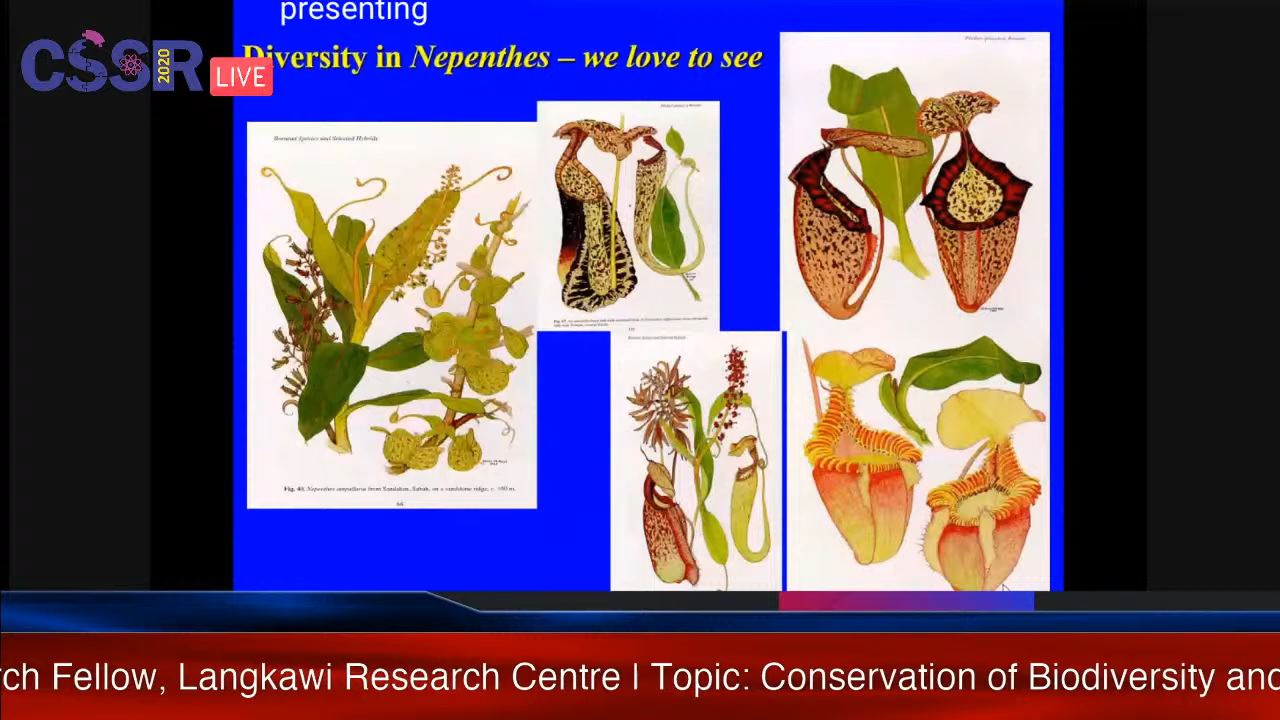 presenting
CSSR
2020
LIVE
Diversity in Nepenthes – we love to see
Bornean Species and Selected Hybrids
Fig. 44. Nepenthes ampullaria from Sandakan, Sabah, on a sandstone ridge, c. 100 m.
rch Fellow, Langkawi Research Centre | Topic: Conservation of Biodiversity and